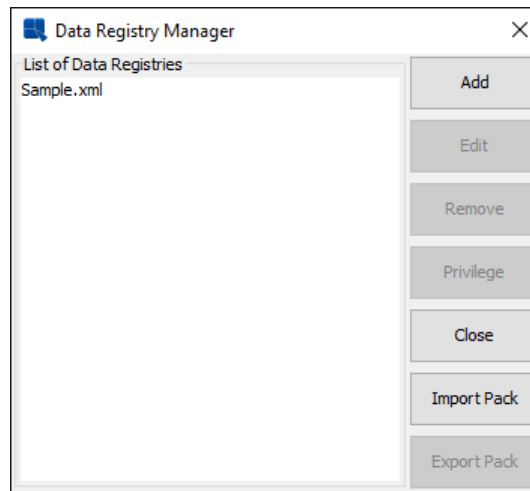 Data Registry Manager
List of Data Registries
Sample.xml
Add
Edit
Remove
Privilege
Close
Import Pack
Export Pack